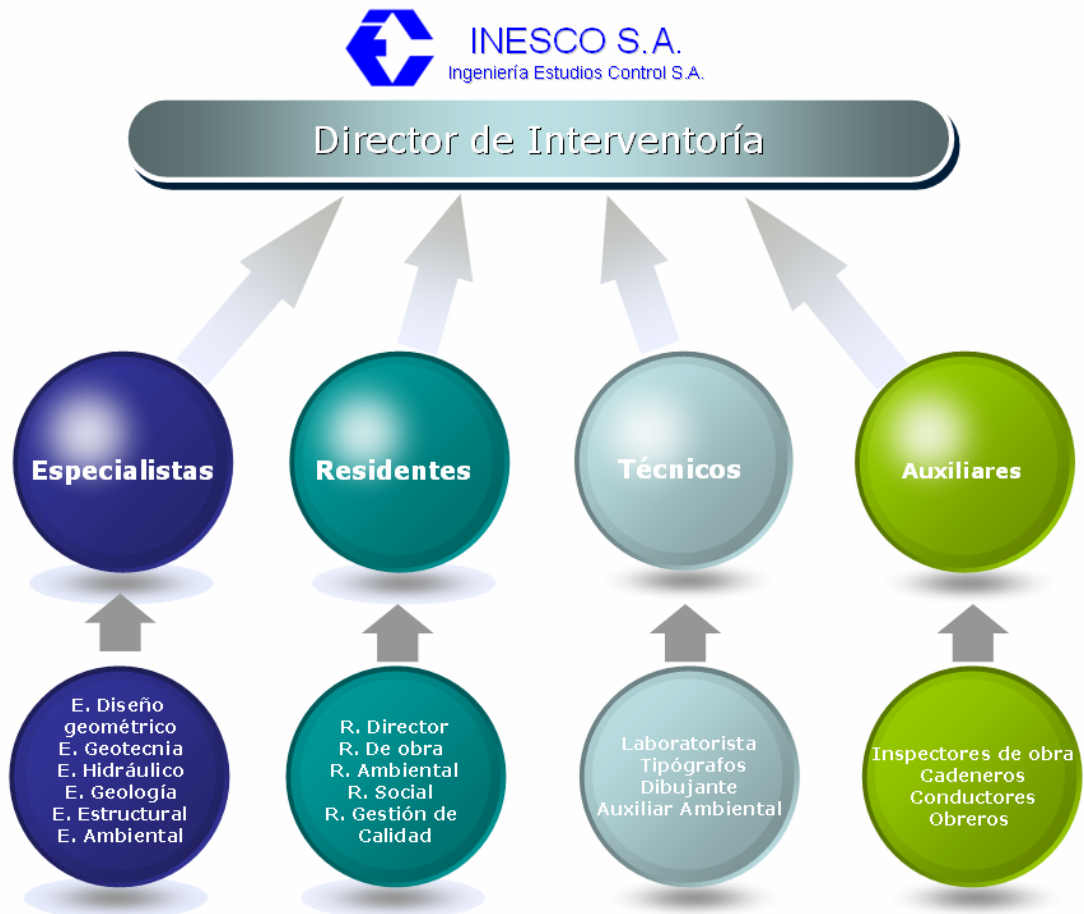 INESCO S.A.
Ingeniería Estudios Control S.A.
Director de Interventoría
Especialistas
Residentes
Técnicos
Auxiliares
E. Diseño
geométrico
E. Geotecnia
E. Hidráulico
E. Geología
E. Estructural
E. Ambiental
R. Director
R. De obra
R. Ambiental
R. Social
R. Gestión de
Calidad
Laboratorista
Tipógrafos
Dibujante
Auxiliar Ambiental
Inspectores de obra
Cadeneros
Conductores
Obreros